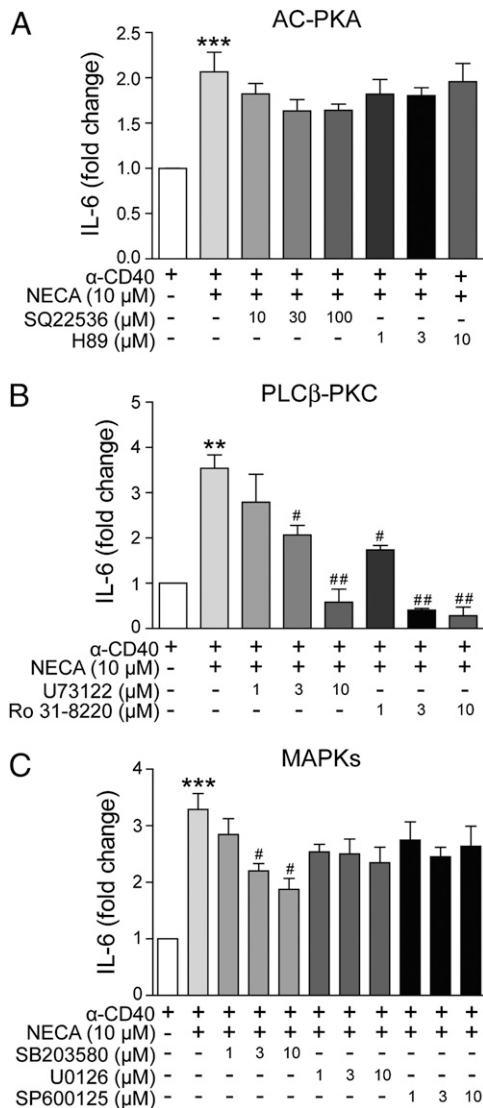 A
AC-PKA
IL-6 (fold change)
2.5
2.0
1.5
1.0
0.5
0.0
***
α-CD40 + + + + + + + +
NECA (10 μM) - + + + + + + +
SQ22536 (μM) - - 10 30 100 - - -
H89 (μM) - - - - - 1 3 10
B
PLCβ-PKC
IL-6 (fold change)
5
4
3
2
1
0
** # ## # ## ##
α-CD40 + + + + + + + +
NECA (10 μM) - + + + + + + +
U73122 (μM) - - 1 3 10 - - -
Ro 31-8220 (μM) - - - - - 1 3 10
C
MAPKs
IL-6 (fold change)
4
3
2
1
0
*** # #
α-CD40 + + + + + + + + + + +
NECA (10 μM) - + + + + + + + + + +
SB203580 (μM) - - 1 3 10 - - - - - -
U0126 (μM) - - - - - 1 3 10 - - -
SP600125 (μM) - - - - - - - - 1 3 10